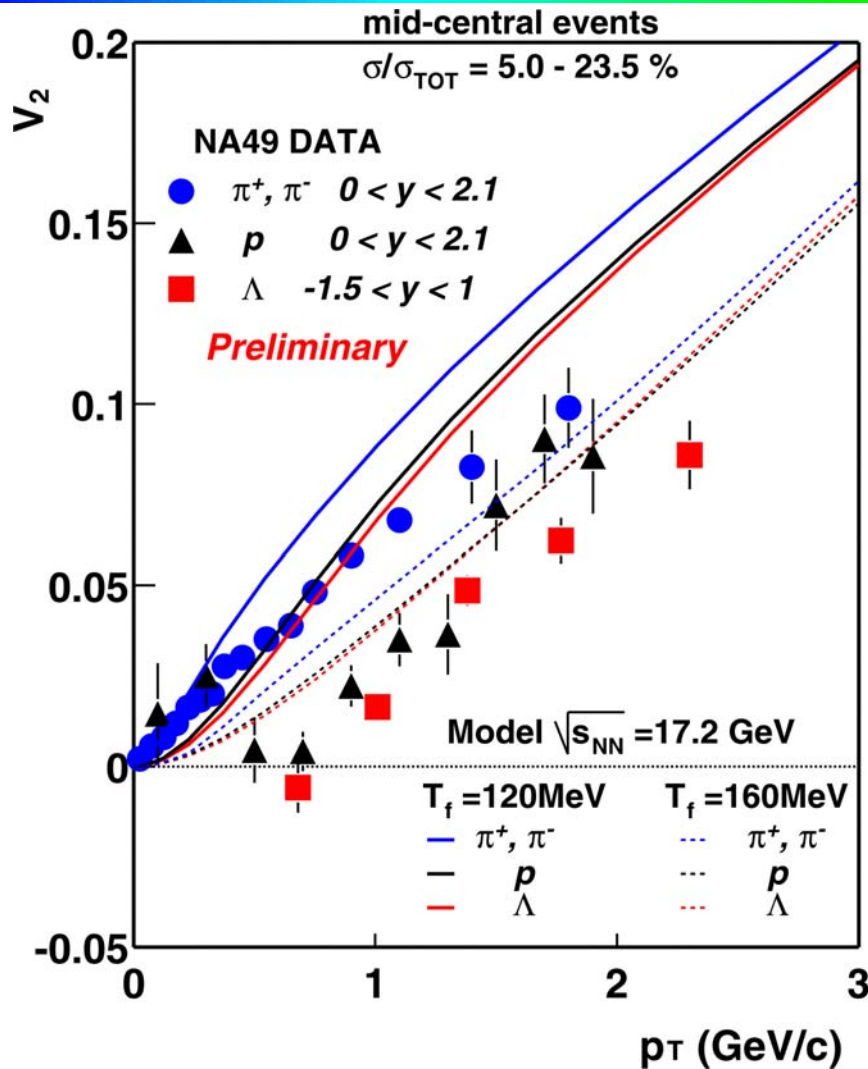 mid-central events
σ/σTOT = 5.0 - 23.5 %
NA49 DATA
π+, π- 0 < y < 2.1
p 0 < y < 2.1
Λ -1.5 < y < 1
Preliminary
V2
0.2
0.15
0.1
0.05
0
-0.05
Model √sNN =17.2 GeV
Tf =120MeV Tf =160MeV
π+, π- π+, π-
p p
Λ Λ
0 1 2 3
pT (GeV/c)